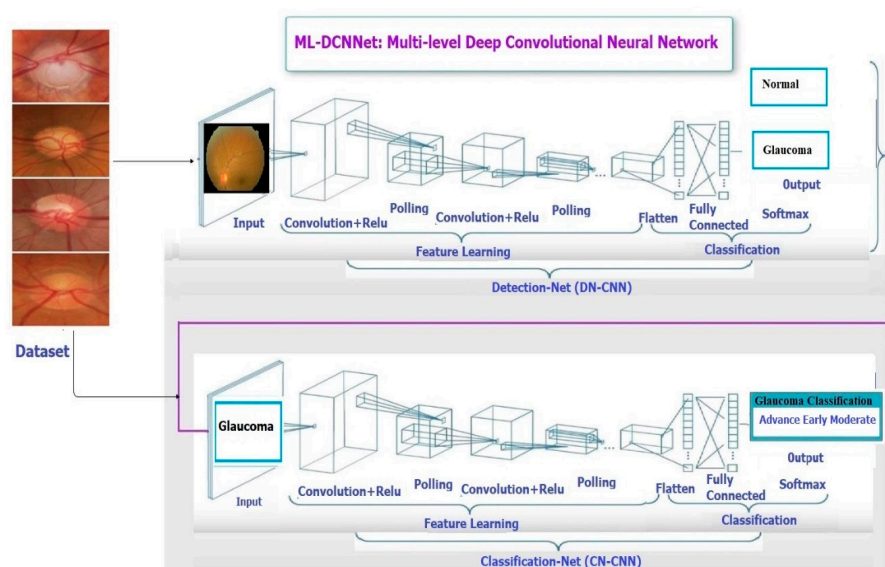 ML-DCNNet: Multi-level Deep Convolutional Neural Network
Normal
Glaucoma
Output
Softmax
Input
Convolution+Relu
Polling
Convolution+Relu
Polling
Flatten
Fully
Connected
Feature Learning
Classification
Detection-Net (DN-CNN)
Dataset
Glaucoma
Glaucoma Classification
Advance Early Moderate
Output
Softmax
Input
Convolution+Relu
Polling
Convolution+Relu
Polling
Flatten
Fully
Connected
Feature Learning
Classification
Classification-Net (CN-CNN)